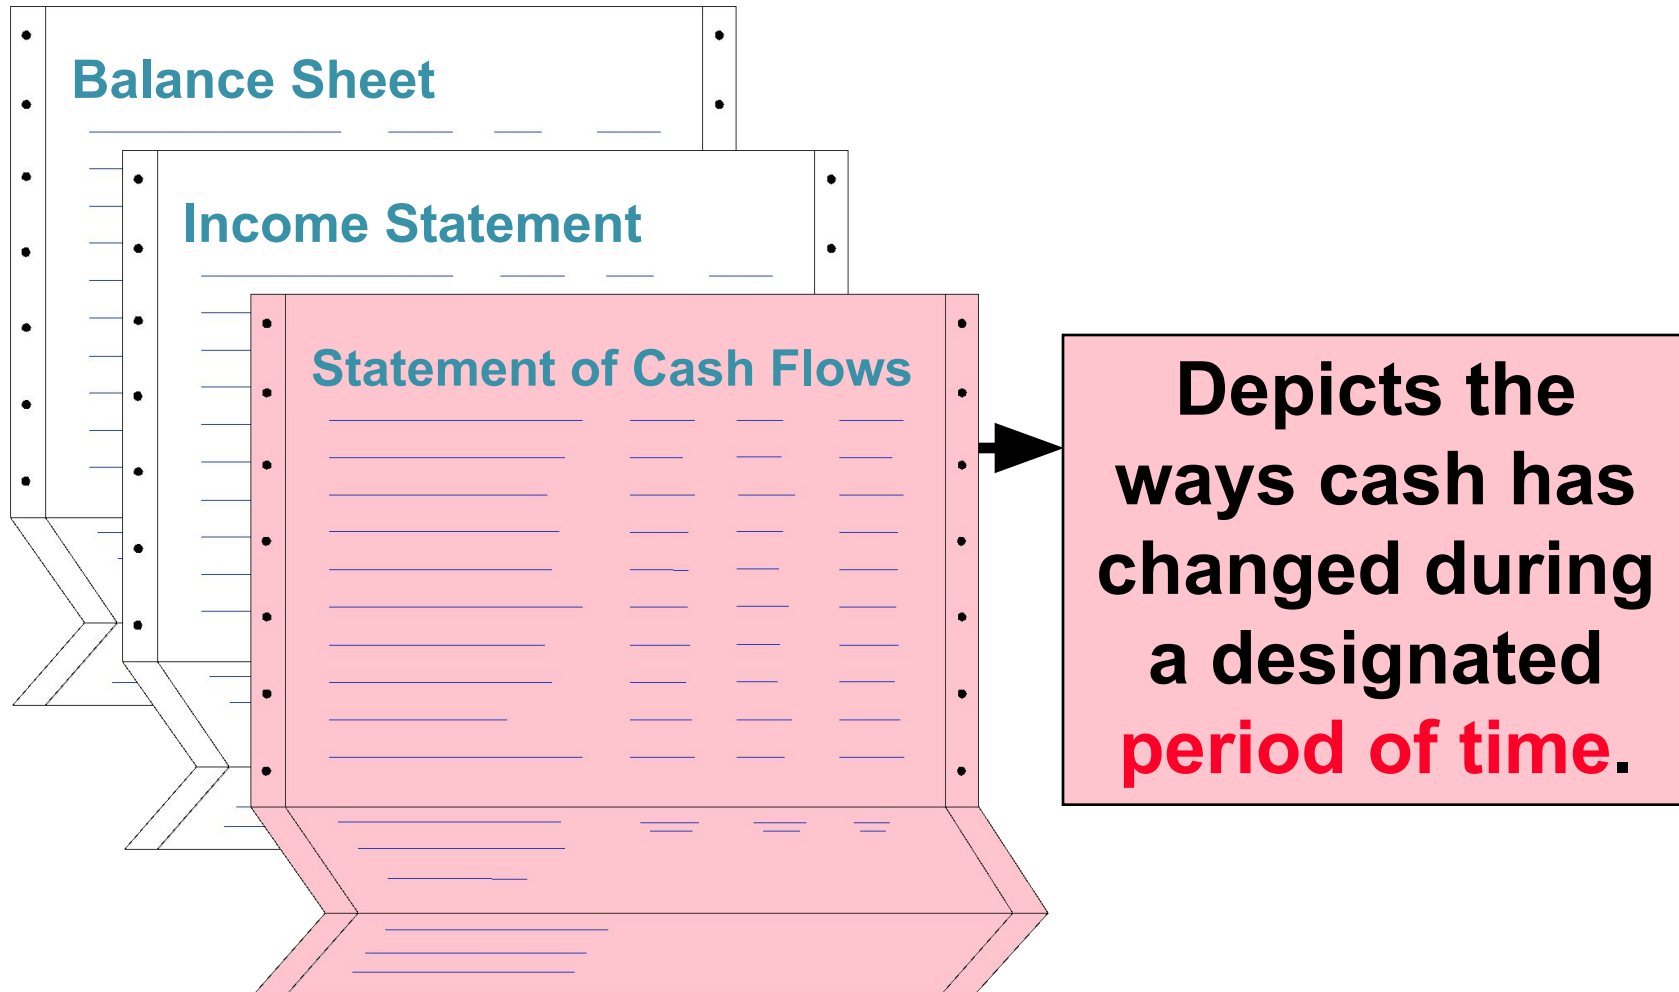 Balance Sheet
Income Statement
Statement of Cash Flows
Depicts the
ways cash has
changed during
a designated
period of time.